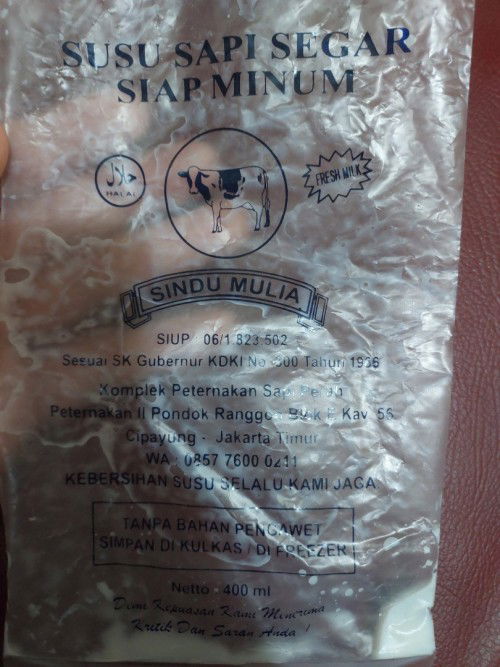 SUSU SAPI SEGAR
SIAP MINUM
حلال
HALAL
FRESH MILK
SINDU MULIA
SIUP : 06/1.823.502
Sesuai SK Gubernur KDKI No 300 Tahun 1986
Komplek Peternakan Sapi Perah
Peternakan II Pondok Ranggon Blok E Kav 56
Cipayung - Jakarta Timur
WA : 0857 7600 0211
KEBERSIHAN SUSU SELALU KAMI JAGA
TANPA BAHAN PENGAWET
SIMPAN DI KULKAS / DI FREEZER
Netto : 400 ml
Demi Kepuasan Kami Menerima
Kritik Dan Saran Anda !